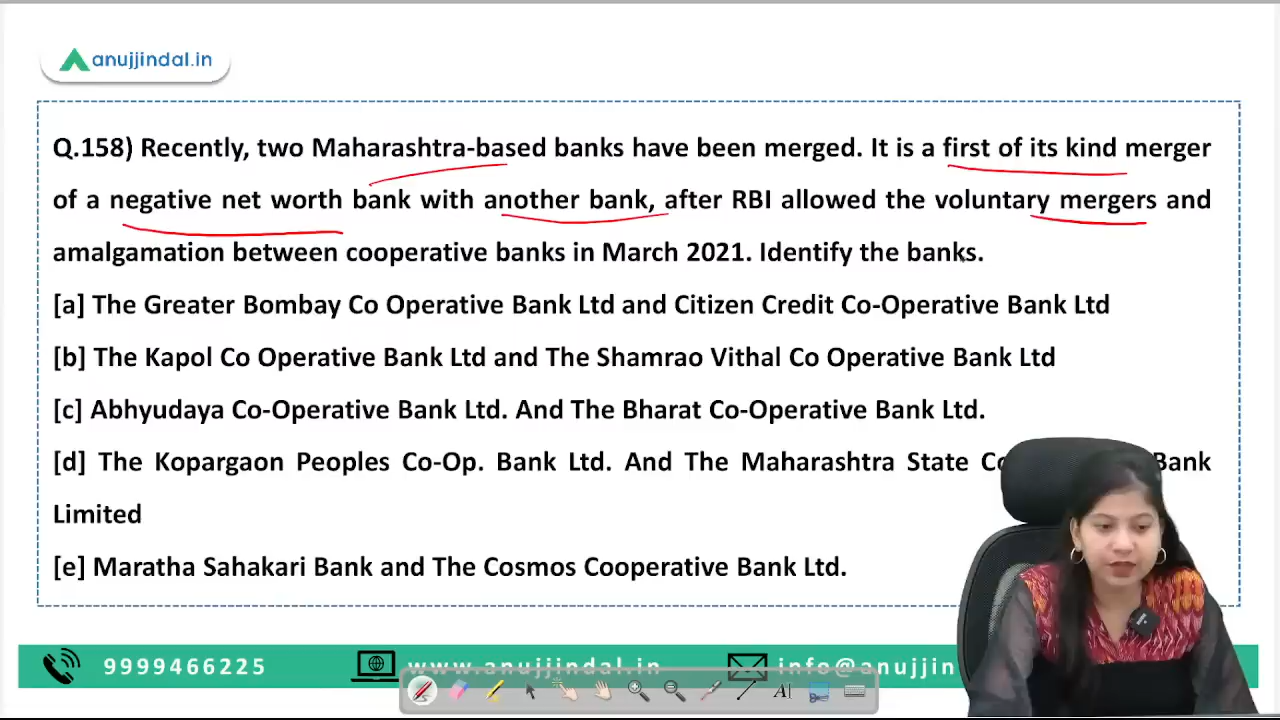 anujjindal.in
Q.158) Recently, two Maharashtra-based banks have been merged. It is a first of its kind merger
of a negative net worth bank with another bank, after RBI allowed the voluntary mergers and
amalgamation between cooperative banks in March 2021. Identify the banks.
[a] The Greater Bombay Co Operative Bank Ltd and Citizen Credit Co-Operative Bank Ltd
[b] The Kapol Co Operative Bank Ltd and The Shamrao Vithal Co Operative Bank Ltd
[c] Abhyudaya Co-Operative Bank Ltd. And The Bharat Co-Operative Bank Ltd.
[d] The Kopargaon Peoples Co-Op. Bank Ltd. And The Maharashtra State Bank
Limited
[e] Maratha Sahakari Bank and The Cosmos Cooperative Bank Ltd.
9999466225 www.anujjindal.in